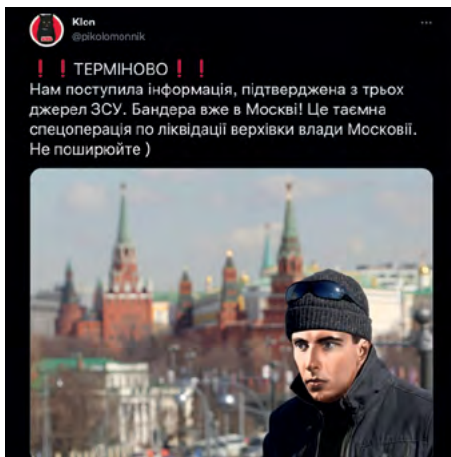 Klon
@pikolomonnik
❗❗ТЕРМІНОВО❗❗
Нам поступила інформація, підтверджена з трьох
джерел ЗСУ. Бандера вже в Москві! Це таємна
спецоперація по ліквідації верхівки влади Московії.
Не поширюйте )